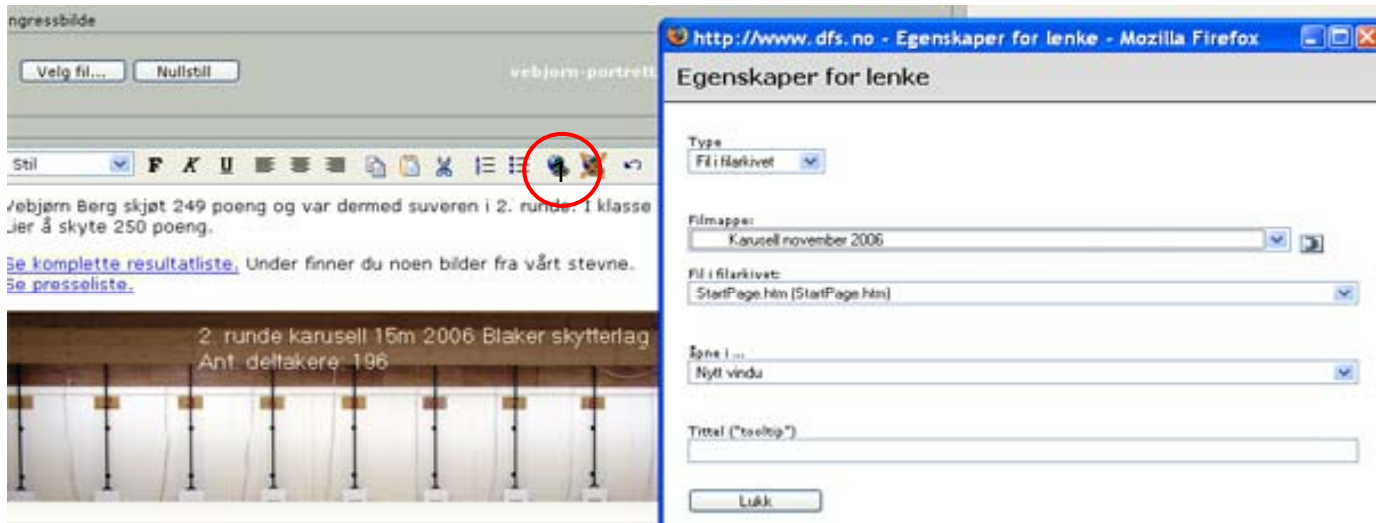 ngressbilde
Velg fil...
Nullstill
vebjorn-portrett
Stil
F K U
1
Vebjørn Berg skjøt 249 poeng og var dermed suveren i 2. runde. I klasse
Lier å skyte 250 poeng.
Se komplette resultatliste. Under finner du noen bilder fra vårt stevne.
Se presseliste.
2. runde karusell 15m 2006 Blaker skytterlag
Ant. deltakere: 196
http://www.dfs.no - Egenskaper for lenke - Mozilla Firefox
Egenskaper for lenke
Type
Fil i filarkivet
Filmappe:
Karusell november 2006
Fil i filarkivet:
StartPage.htm (StartPage.htm)
Åpne i ...
Nytt vindu
Tittel ("tooltip")
Lukk